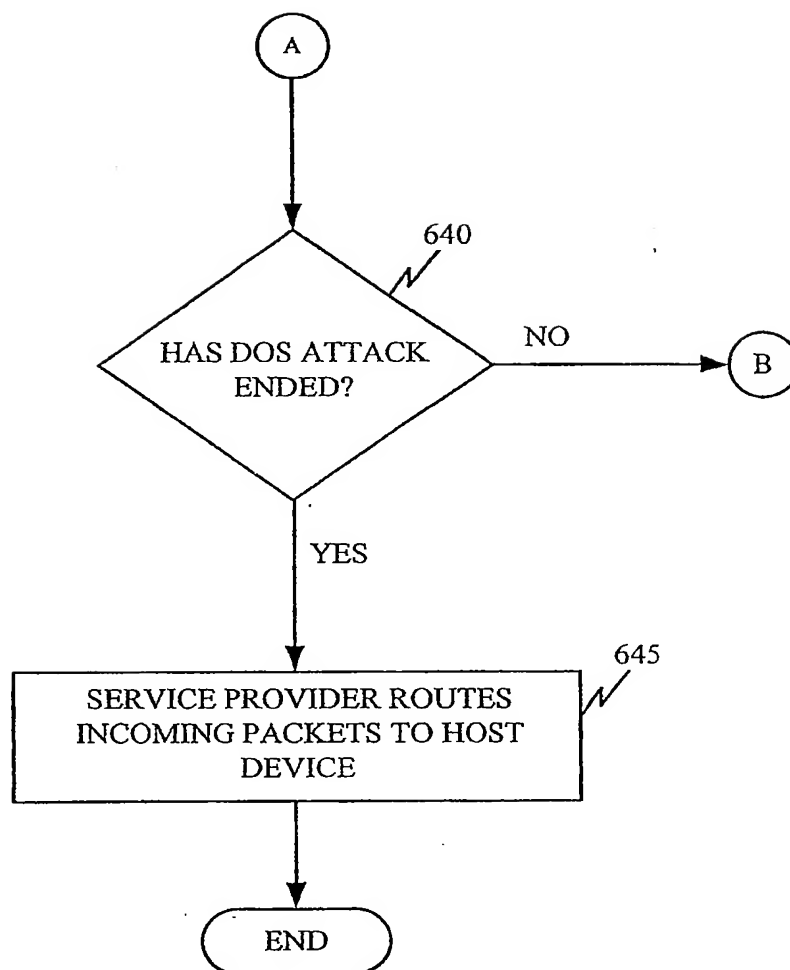 A
640
HAS DOS ATTACK
ENDED?
NO
B
YES
645
SERVICE PROVIDER ROUTES
INCOMING PACKETS TO HOST
DEVICE
END